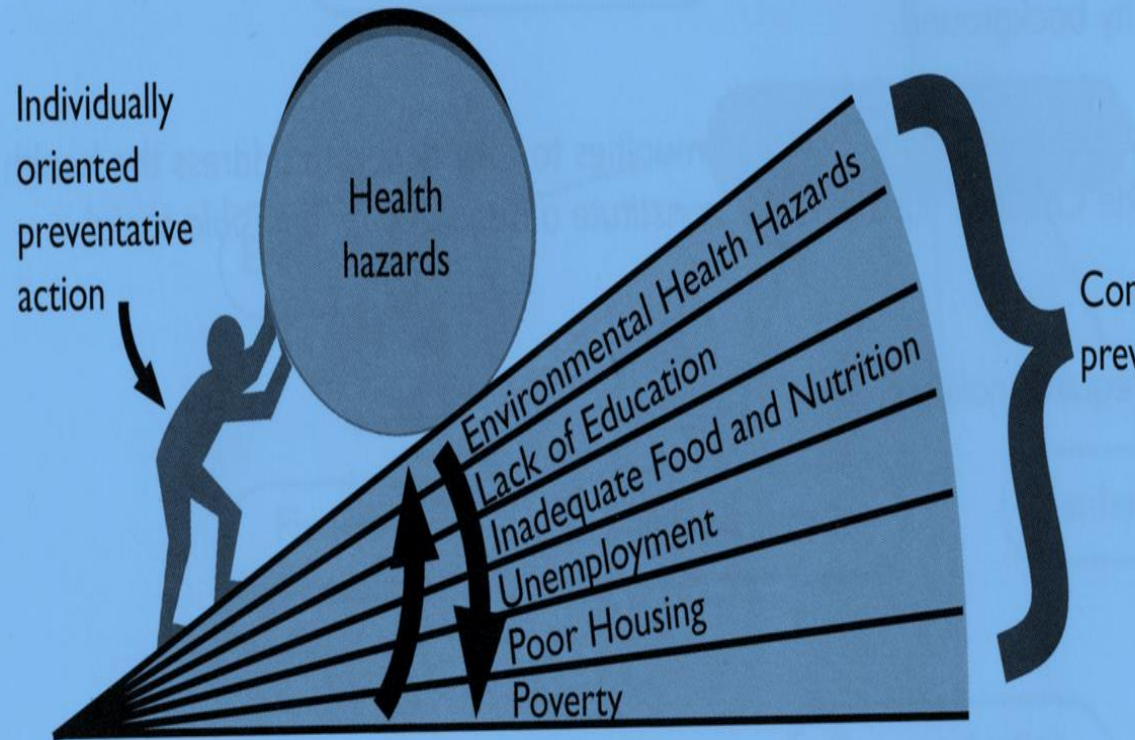 Individually
oriented
preventative
action
Health
hazards
Environmental Health Hazards
Lack of Education
Inadequate Food and Nutrition
Unemployment
Poor Housing
Poverty